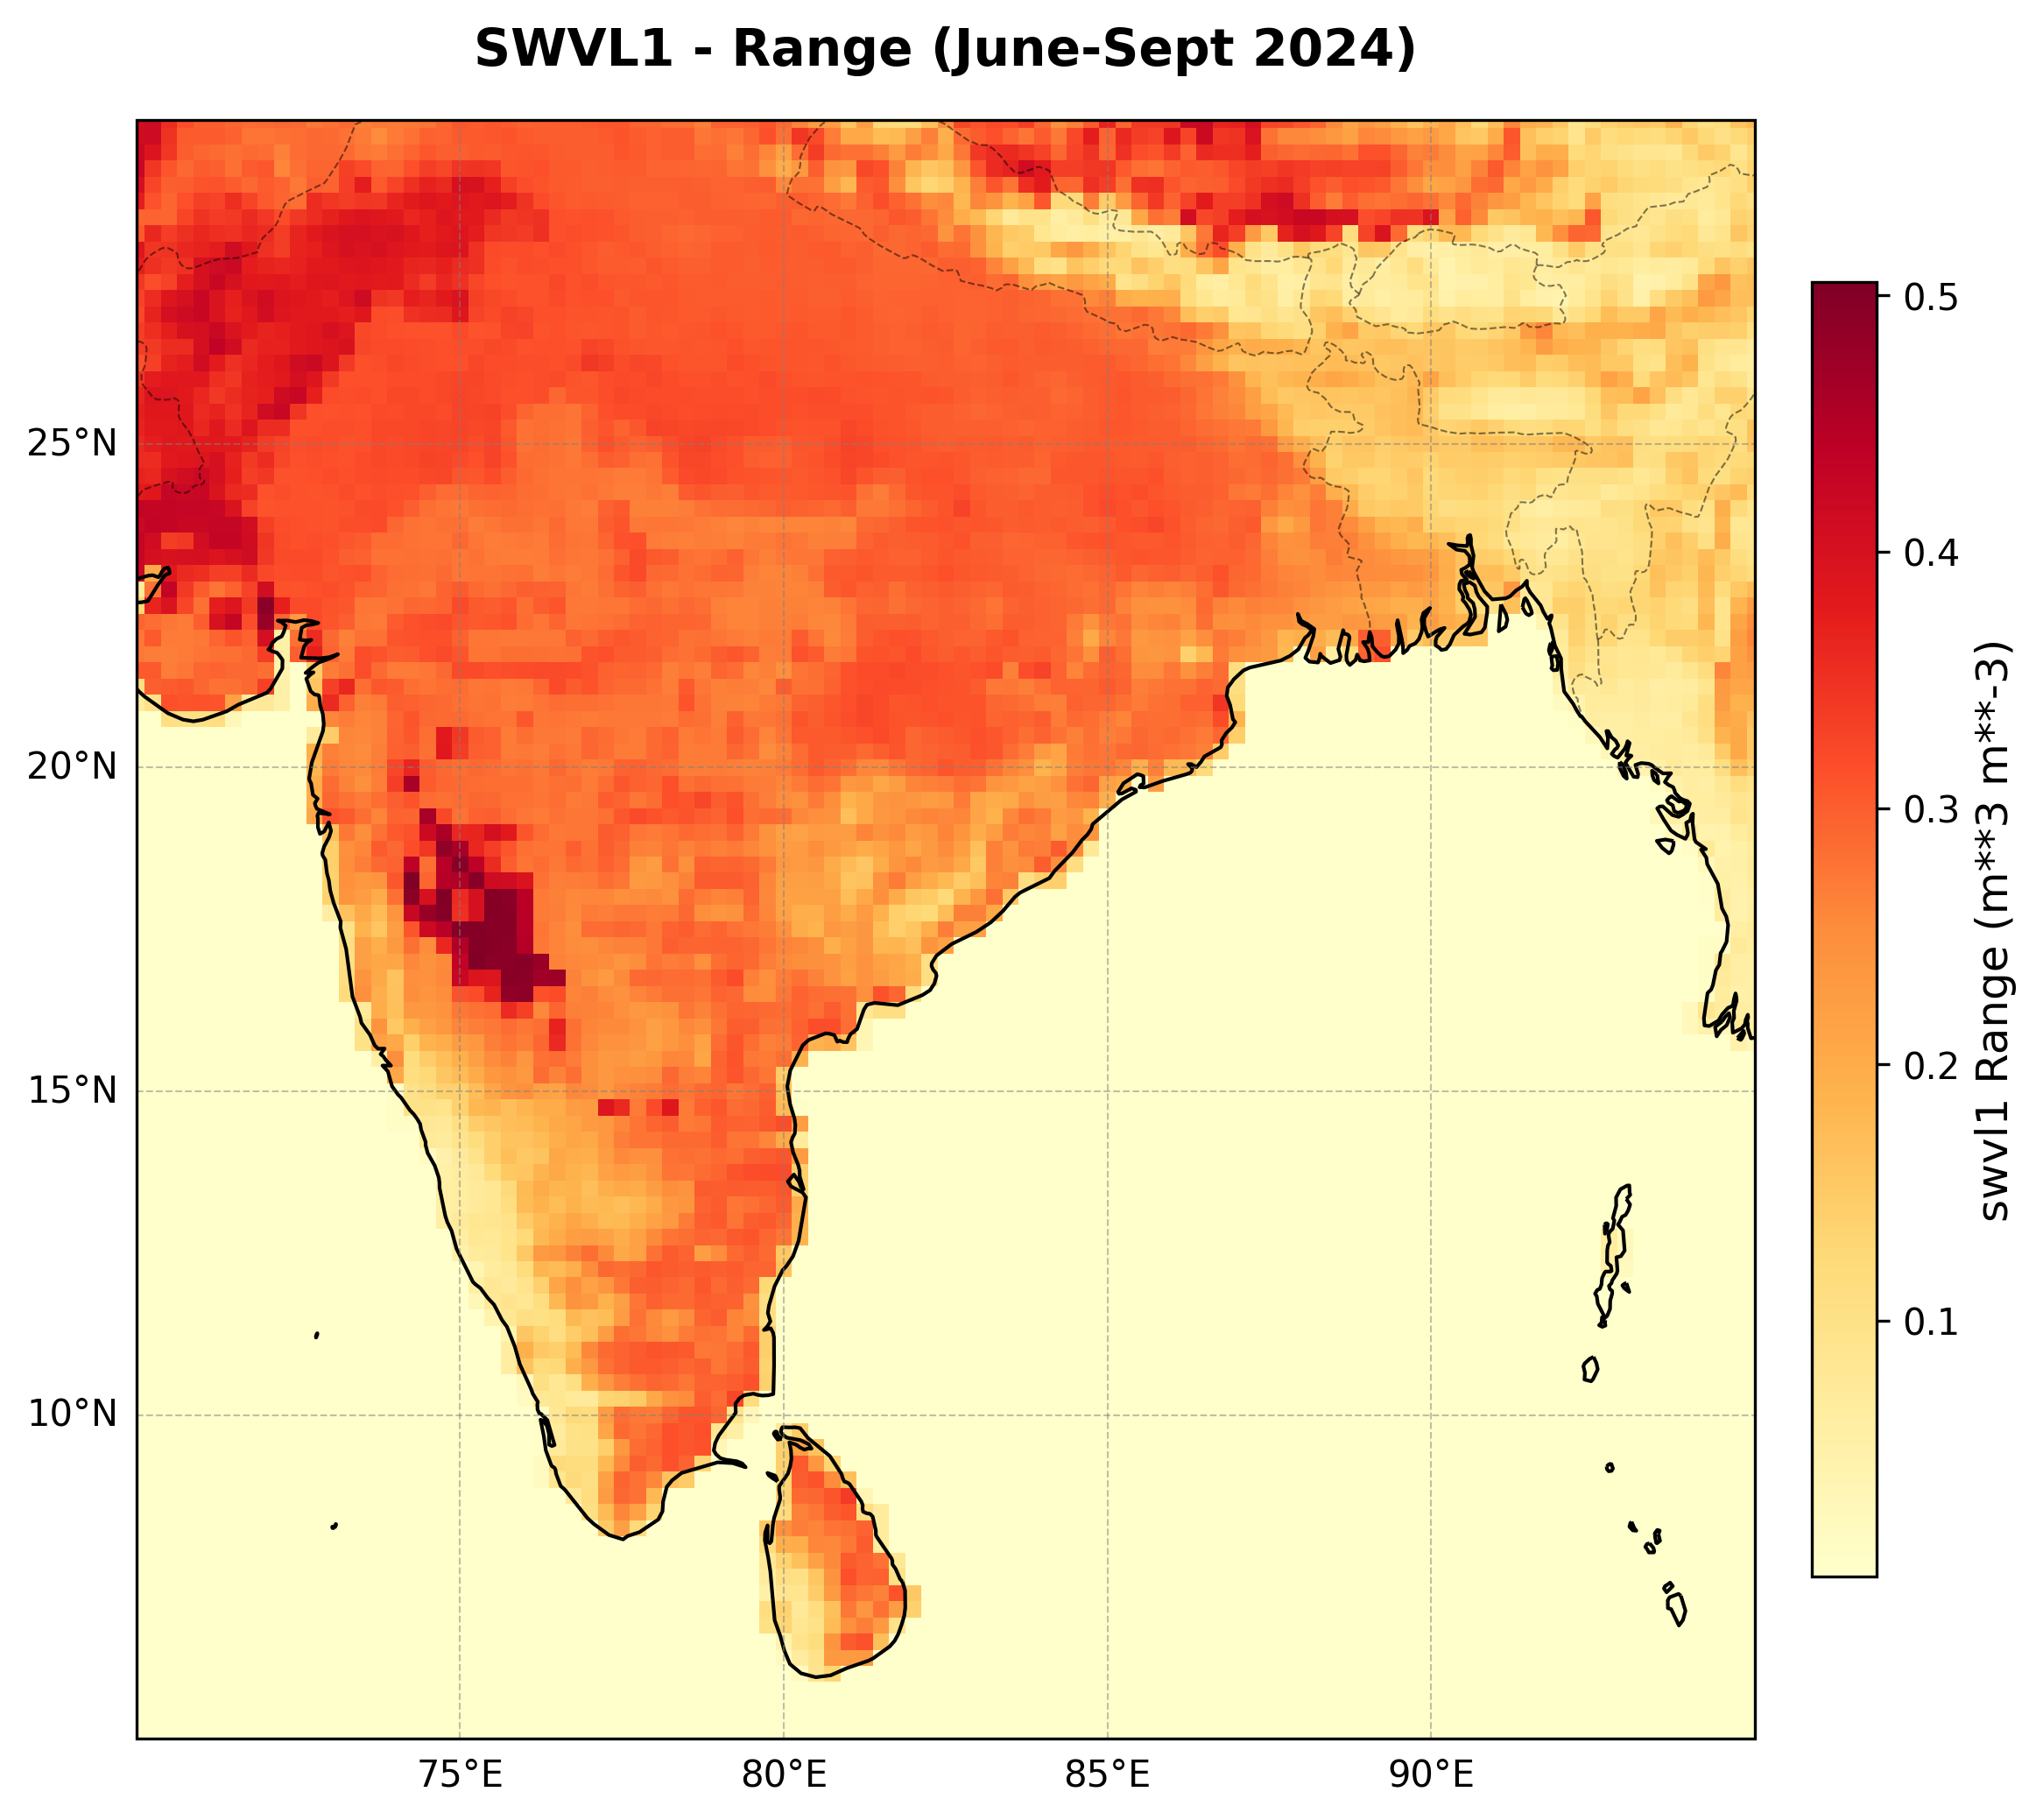 SWVL1 - Range (June-Sept 2024)
25°N
20°N
15°N
10°N
75°E
80°E
85°E
90°E
0.5
0.4
0.3
0.2
0.1
swvl1 Range (m**3 m**-3)